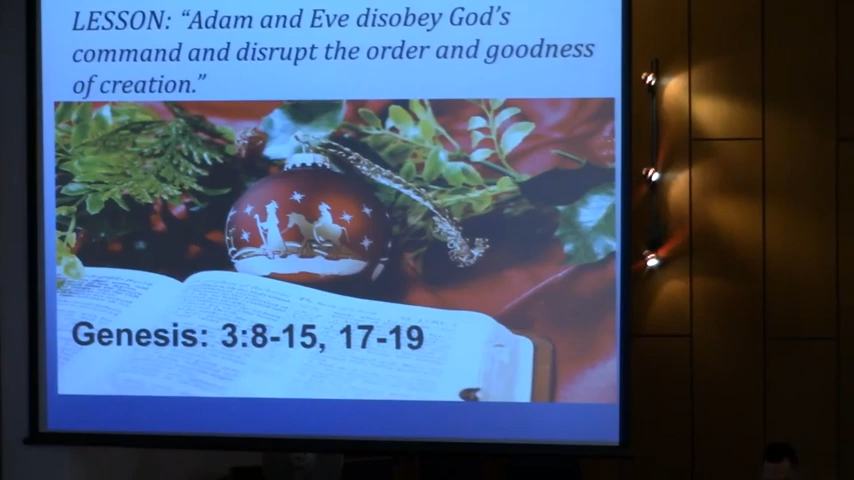 LESSON: “Adam and Eve disobey God’s
command and disrupt the order and goodness
of creation.”
Genesis: 3:8-15, 17-19